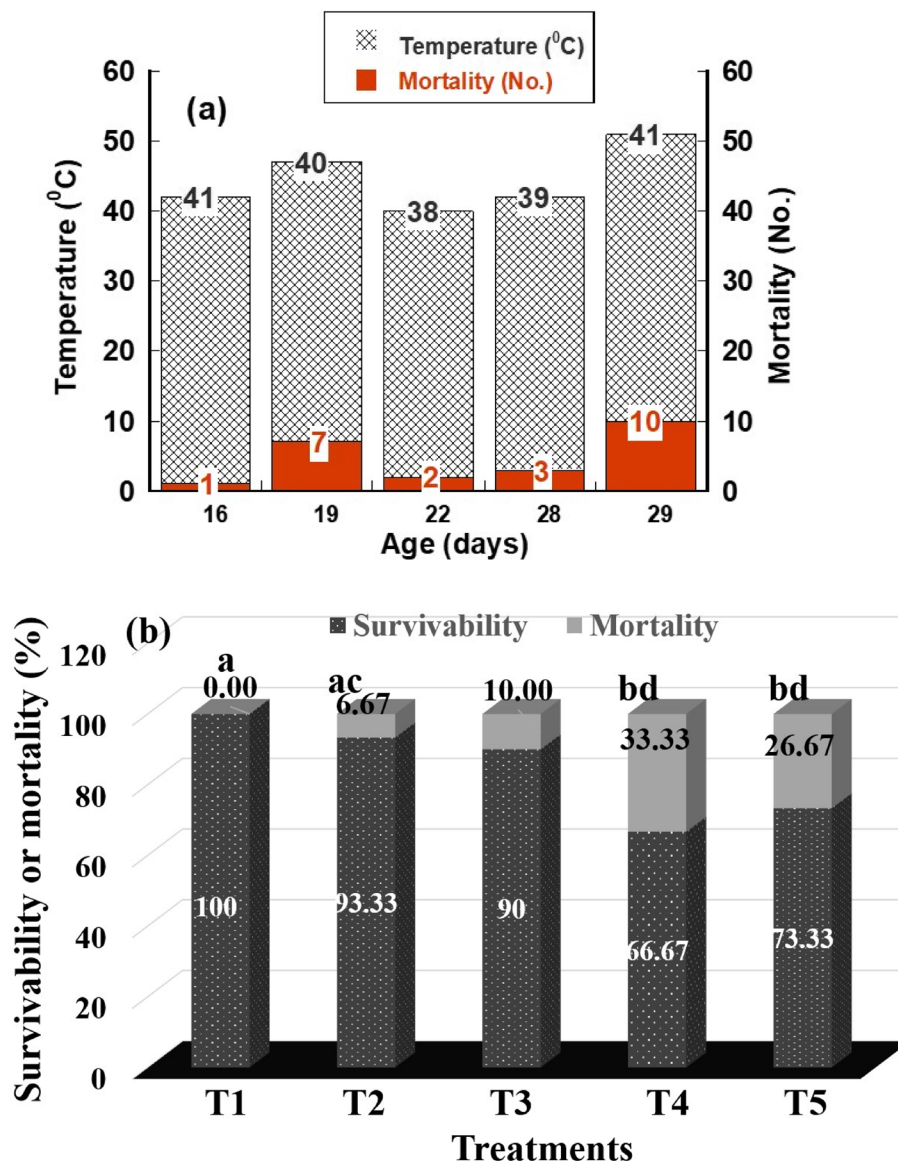 Temperature (⁰C)
Mortality (No.)
(a)
Temperature (⁰C)
60
50
40
30
20
10
0
41
40
38
39
41
1
7
2
3
10
60
50
40
30
20
10
0
Mortality (No.)
16 19 22 28 29
Age (days)
(b)
Survivability Mortality
Survivability or mortality (%)
120
100
80
60
40
20
0
a
ac
bd
bd
0.00
6.67
10.00
33.33
26.67
100
93.33
90
66.67
73.33
T1 T2 T3 T4 T5
Treatments